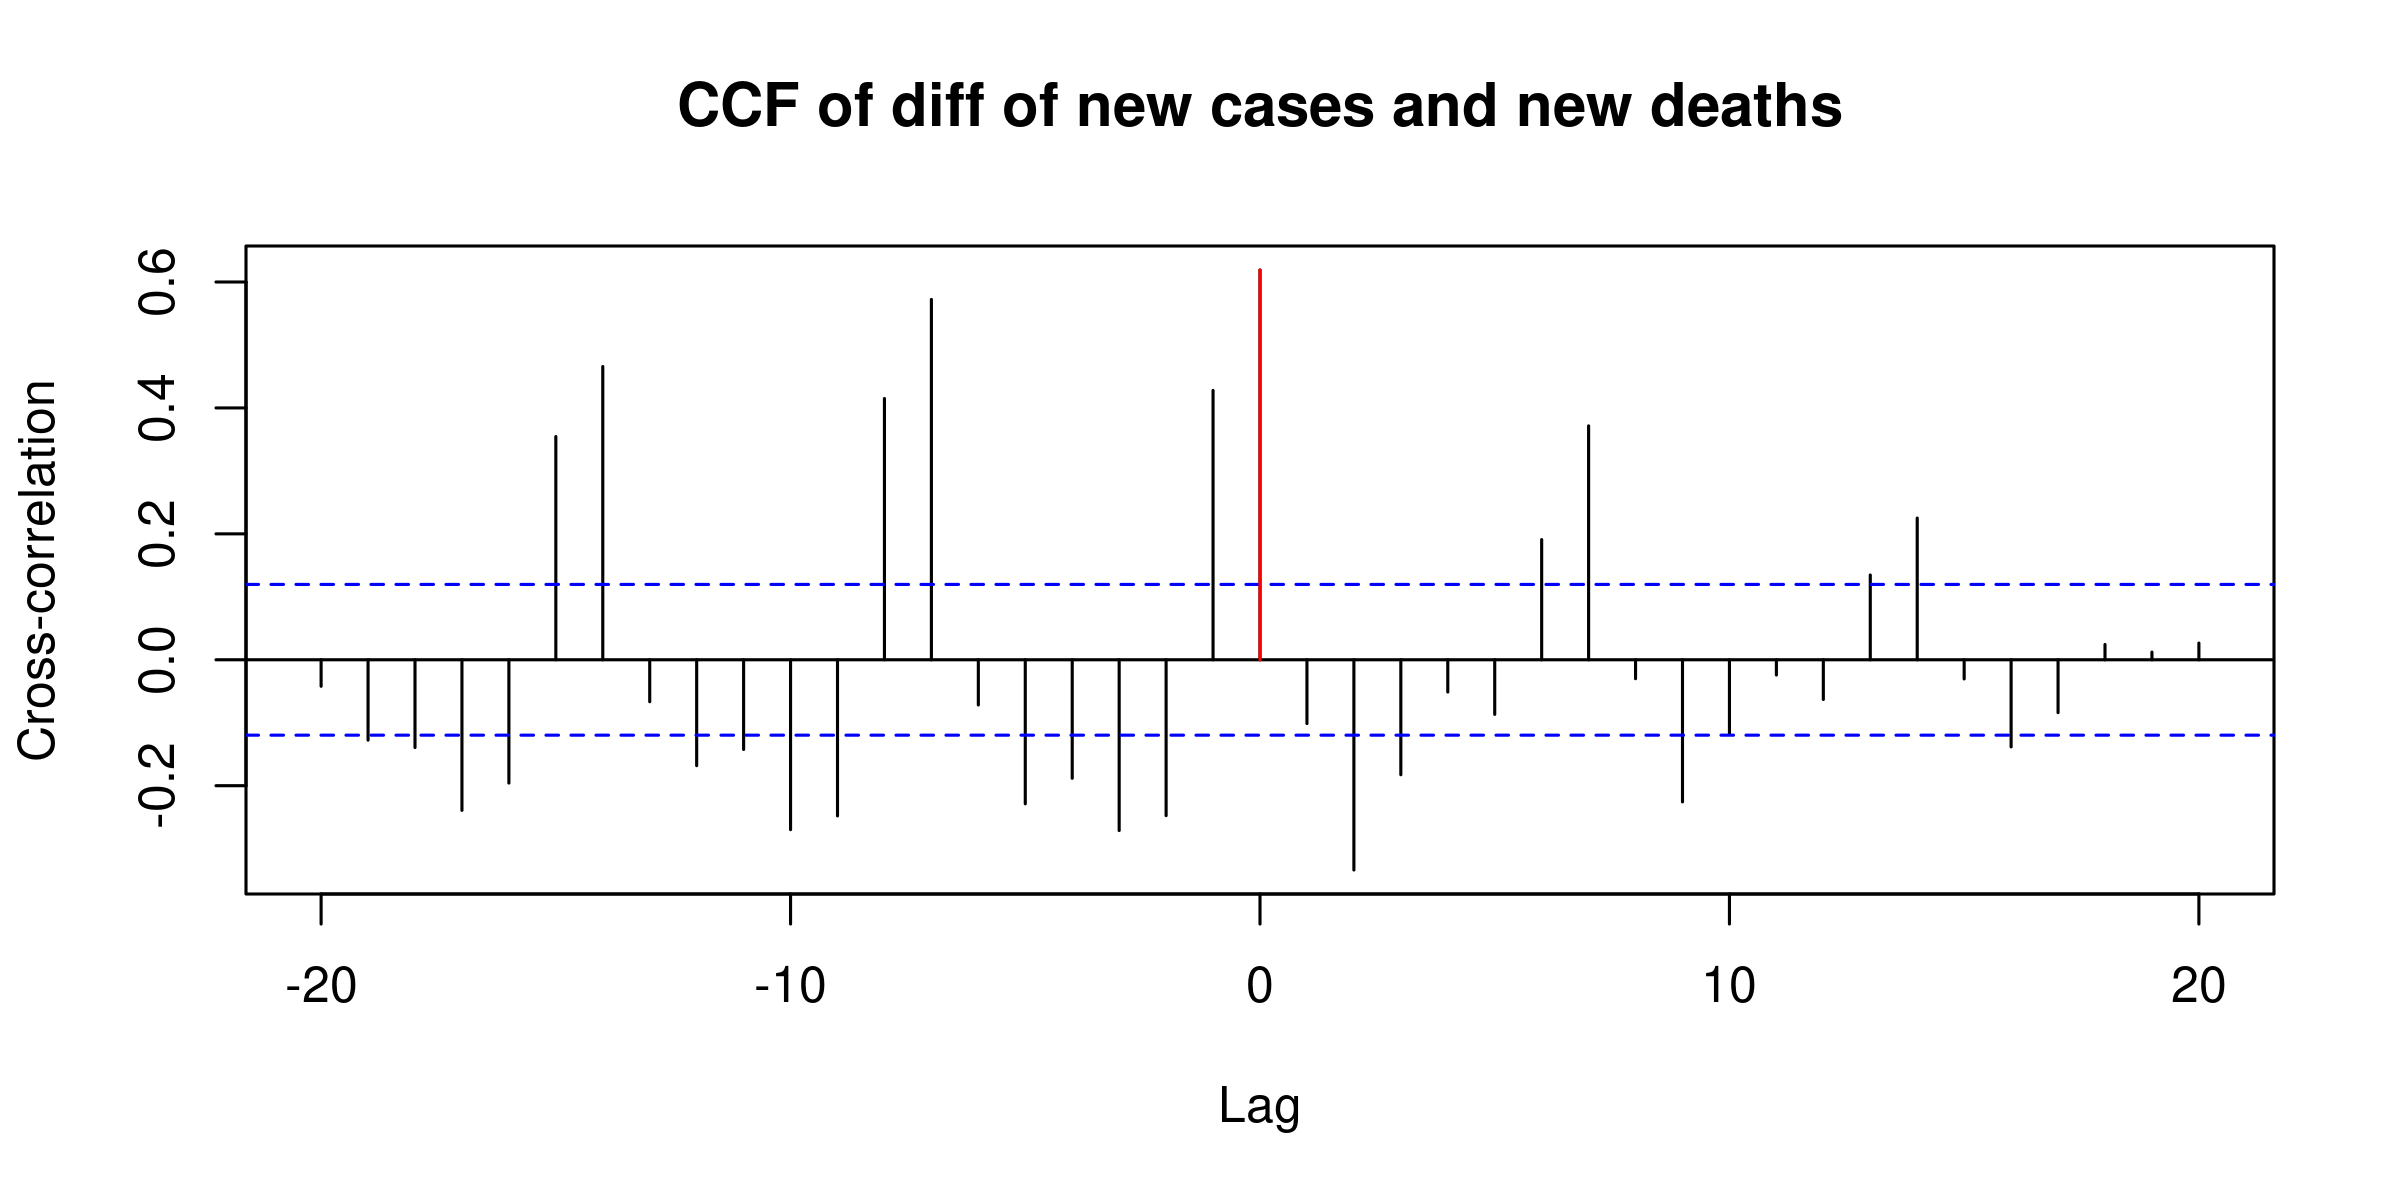 CCF of diff of new cases and new deaths
Cross-correlation
0.6
0.4
0.2
0.0
-0.2
-20 -10 0 10 20
Lag